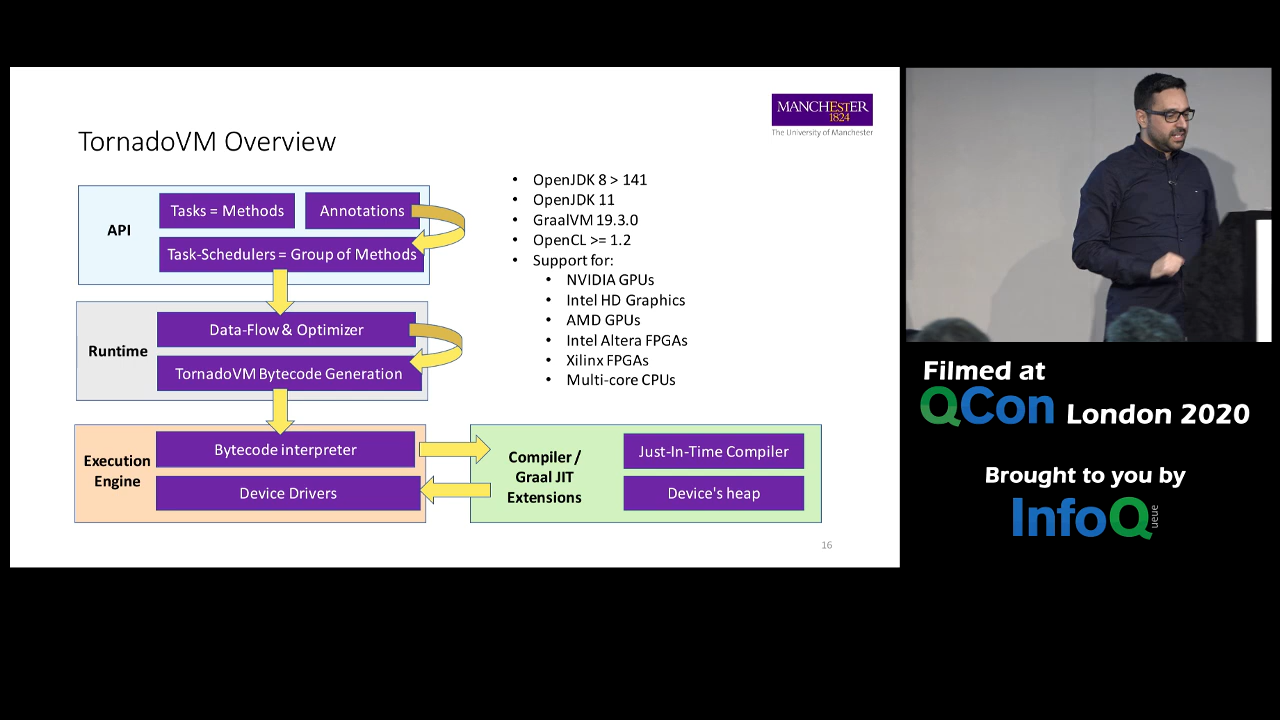 MANCHESTER
1824
The University of Manchester
TornadoVM Overview
API
Tasks = Methods
Annotations
Task-Schedulers = Group of Methods
Runtime
Data-Flow & Optimizer
TornadoVM Bytecode Generation
Execution
Engine
Bytecode interpreter
Device Drivers
Compiler /
Graal JIT
Extensions
Just-In-Time Compiler
Device's heap
• OpenJDK 8 > 141
• OpenJDK 11
• GraalVM 19.3.0
• OpenCL >= 1.2
• Support for:
• NVIDIA GPUs
• Intel HD Graphics
• AMD GPUs
• Intel Altera FPGAs
• Xilinx FPGAs
• Multi-core CPUs
16
Filmed at
QCon London 2020
Brought to you by
InfoQueue